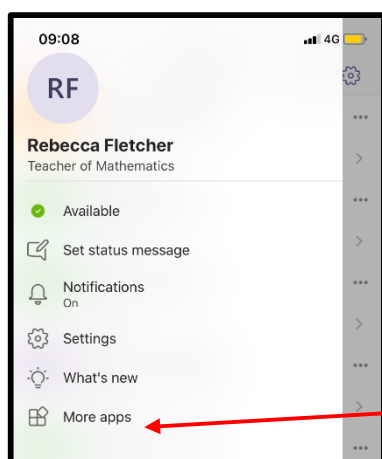 09:08 4G
RF
Rebecca Fletcher
Teacher of Mathematics
Available
Set status message
Notifications
On
Settings
What's new
More apps